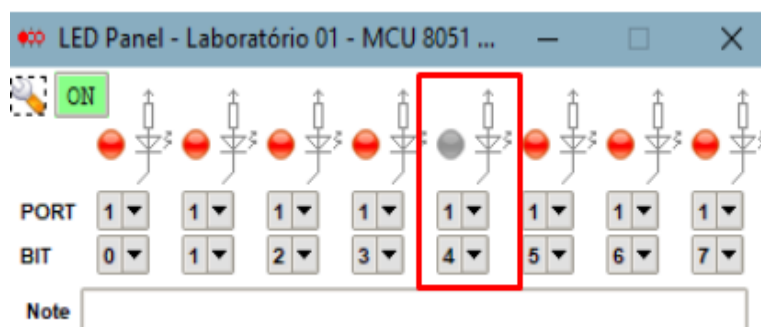 LED Panel - Laboratório 01 - MCU 8051 ...
ON
PORT 1 1 1 1 1 1 1 1
BIT 0 1 2 3 4 5 6 7
Note